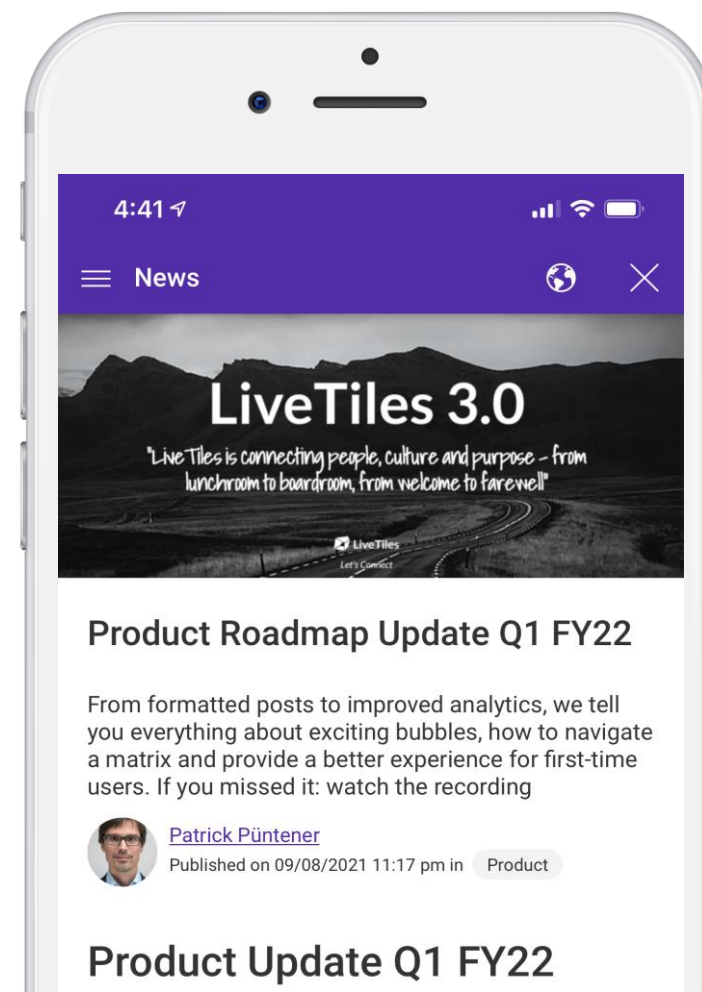 4:41
News
LiveTiles 3.0
"LiveTiles is connecting people, culture and purpose – from
lunchroom to boardroom, from welcome to farewell"
LiveTiles
Let's Connect
Product Roadmap Update Q1 FY22
From formatted posts to improved analytics, we tell
you everything about exciting bubbles, how to navigate
a matrix and provide a better experience for first-time
users. If you missed it: watch the recording
Patrick Püntener
Published on 09/08/2021 11:17 pm in Product
Product Update Q1 FY22